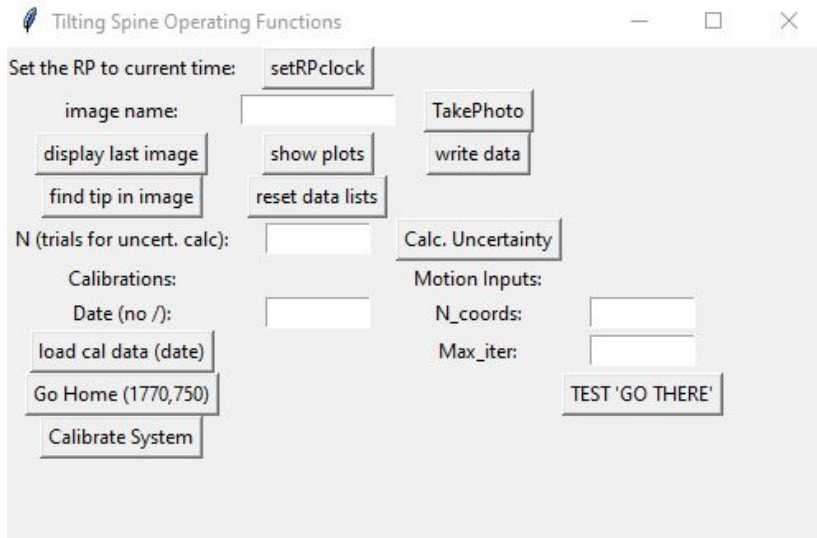 Tilting Spine Operating Functions
Set the RP to current time: setRPclock
image name: TakePhoto
display last image show plots write data
find tip in image reset data lists
N (trials for uncert. calc): Calc. Uncertainty
Calibrations: Motion Inputs:
Date (no /): N_coords:
load cal data (date) Max_iter:
Go Home (1770,750) TEST 'GO THERE'
Calibrate System